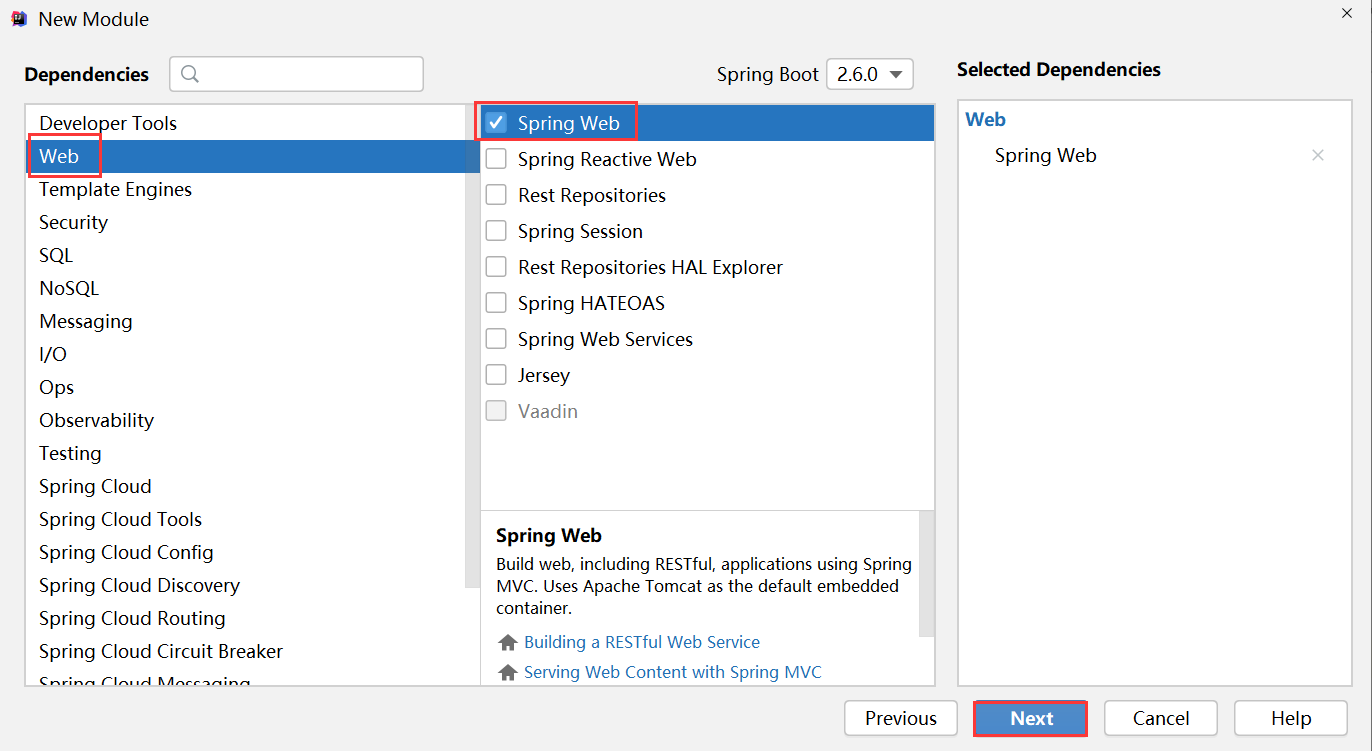 New Module
Dependencies
Spring Boot 2.6.0
Selected Dependencies
Developer Tools
Web
Template Engines
Security
SQL
NoSQL
Messaging
I/O
Ops
Observability
Testing
Spring Cloud
Spring Cloud Tools
Spring Cloud Config
Spring Cloud Discovery
Spring Cloud Routing
Spring Cloud Circuit Breaker
Spring Cloud Messaging
Spring Web
Spring Reactive Web
Rest Repositories
Spring Session
Rest Repositories HAL Explorer
Spring HATEOAS
Spring Web Services
Jersey
Vaadin
Spring Web
Build web, including RESTful, applications using Spring
MVC. Uses Apache Tomcat as the default embedded
container.
Building a RESTful Web Service
Serving Web Content with Spring MVC
Web
Spring Web
Previous
Next
Cancel
Help